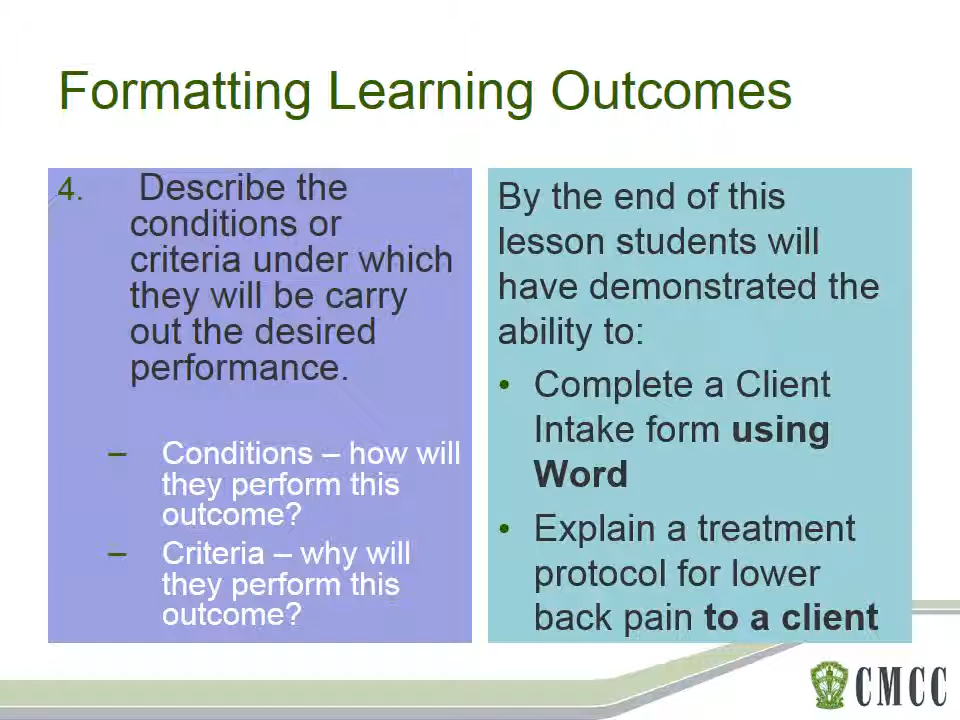 Formatting Learning Outcomes
4. Describe the
conditions or
criteria under which
they will be carry
out the desired
performance.
– Conditions – how will
they perform this
outcome?
– Criteria – why will
they perform this
outcome?
By the end of this
lesson students will
have demonstrated the
ability to:
• Complete a Client
Intake form using
Word
• Explain a treatment
protocol for lower
back pain to a client
CMCC